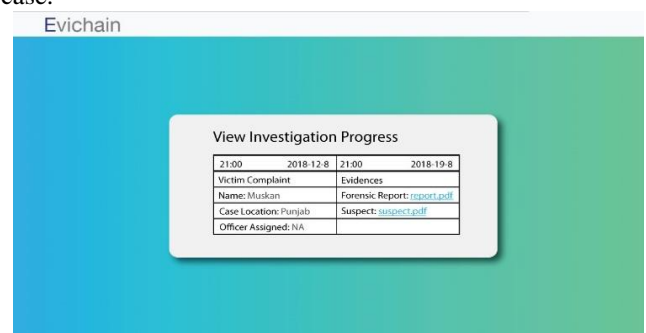 case.
Evichain
View Investigation Progress
21:00 2018-12-8 21:00 2018-19-8
Victim Complaint Evidences
Name: Muskan Forensic Report: report.pdf
Case Location: Punjab Suspect: suspect.pdf
Officer Assigned: NA